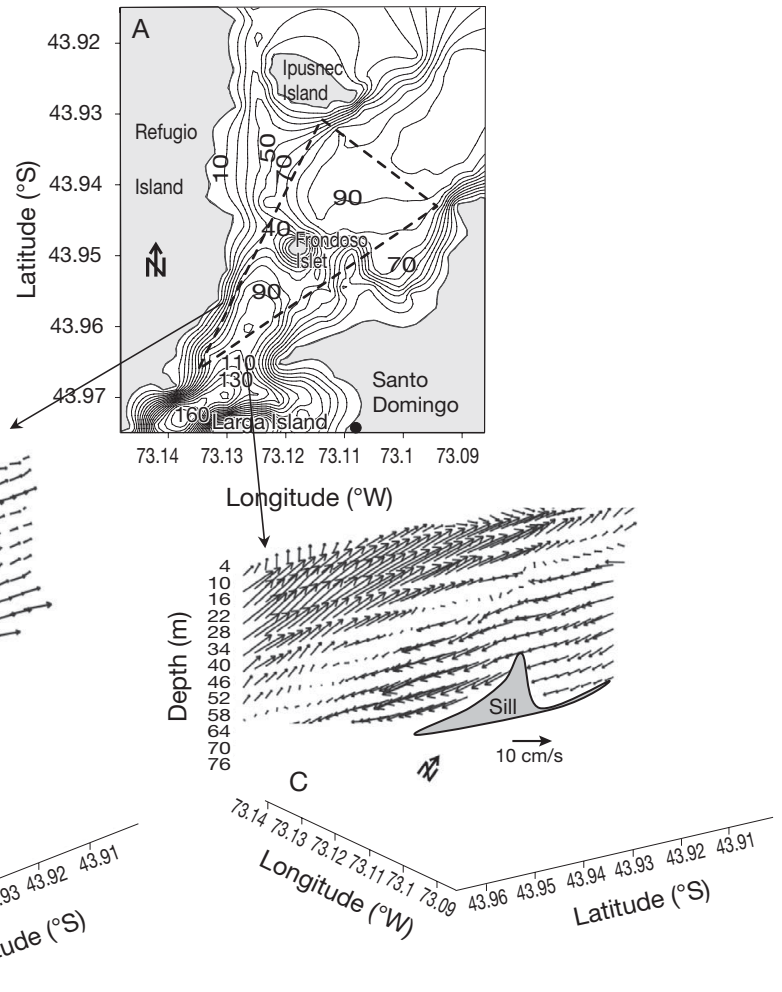 A
43.92
43.93
43.94
43.95
43.96
43.97
Latitude (°S)
Ipusnec
Island
Refugio
Island
10
50
70
90
40
Frondoso
Islet
70
90
N
110
130
160
Larga Island
Santo
Domingo
73.14 73.13 73.12 73.11 73.1 73.09
Longitude (°W)
4
10
16
22
28
34
40
46
52
58
64
70
76
Depth (m)
Sill
10 cm/s
N
C
73.14 73.13 73.12 73.11 73.1 73.09
Longitude (°W)
43.96 43.95 43.94 43.93 43.92 43.91
Latitude (°S)
.93 43.92 43.91
tude (°S)